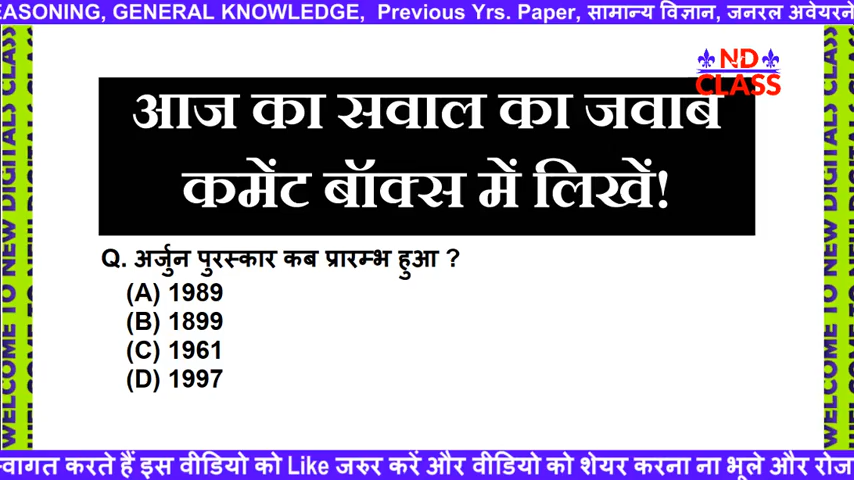 EASONING, GENERAL KNOWLEDGE, Previous Yrs. Paper, सामान्य विज्ञान, जनरल अवेयरने
ND
CLASS
आज का सवाल का जवाब
कमेंट बॉक्स में लिखें!
Q. अर्जुन पुरस्कार कब प्रारम्भ हुआ ?
(A) 1989
(B) 1899
(C) 1961
(D) 1997
WELCOME TO NEW DIGITALS CLASS
WELCOME TO NEW DIGITALS CLASS
स्वागत करते हैं इस वीडियो को Like जरुर करें और वीडियो को शेयर करना ना भूले और रोज